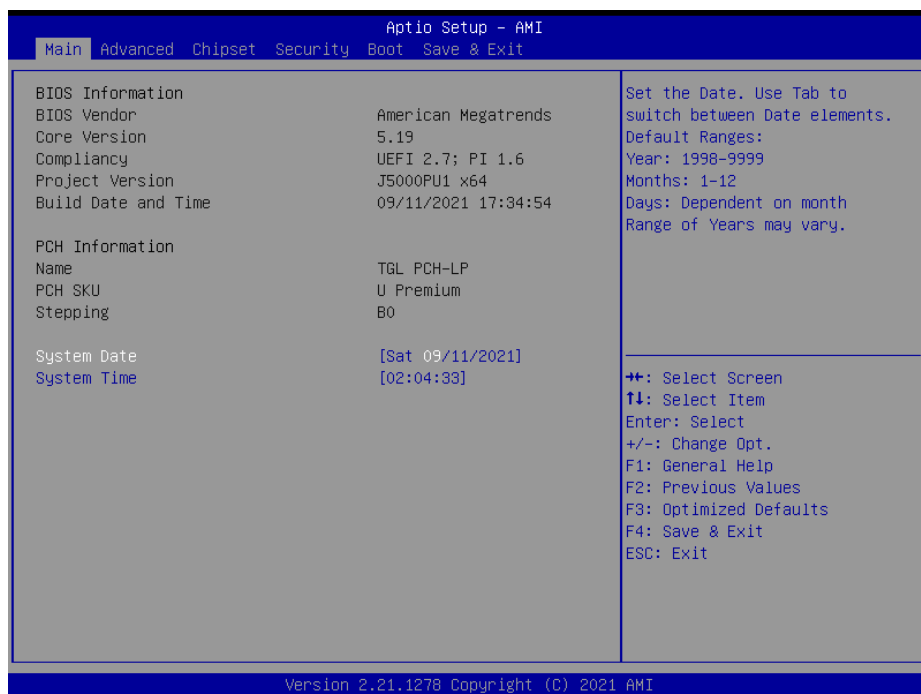 Aptio Setup – AMI
Main Advanced Chipset Security Boot Save & Exit
BIOS Information
BIOS Vendor American Megatrends
Core Version 5.19
Compliancy UEFI 2.7; PI 1.6
Project Version J5000PU1 x64
Build Date and Time 09/11/2021 17:34:54
PCH Information
Name TGL PCH-LP
PCH SKU U Premium
Stepping B0
System Date [Sat 09/11/2021]
System Time [02:04:33]
Set the Date. Use Tab to
switch between Date elements.
Default Ranges:
Year: 1998-9999
Months: 1-12
Days: Dependent on month
Range of Years may vary.
→←: Select Screen
↑↓: Select Item
Enter: Select
+/-: Change Opt.
F1: General Help
F2: Previous Values
F3: Optimized Defaults
F4: Save & Exit
ESC: Exit
Version 2.21.1278 Copyright (C) 2021 AMI